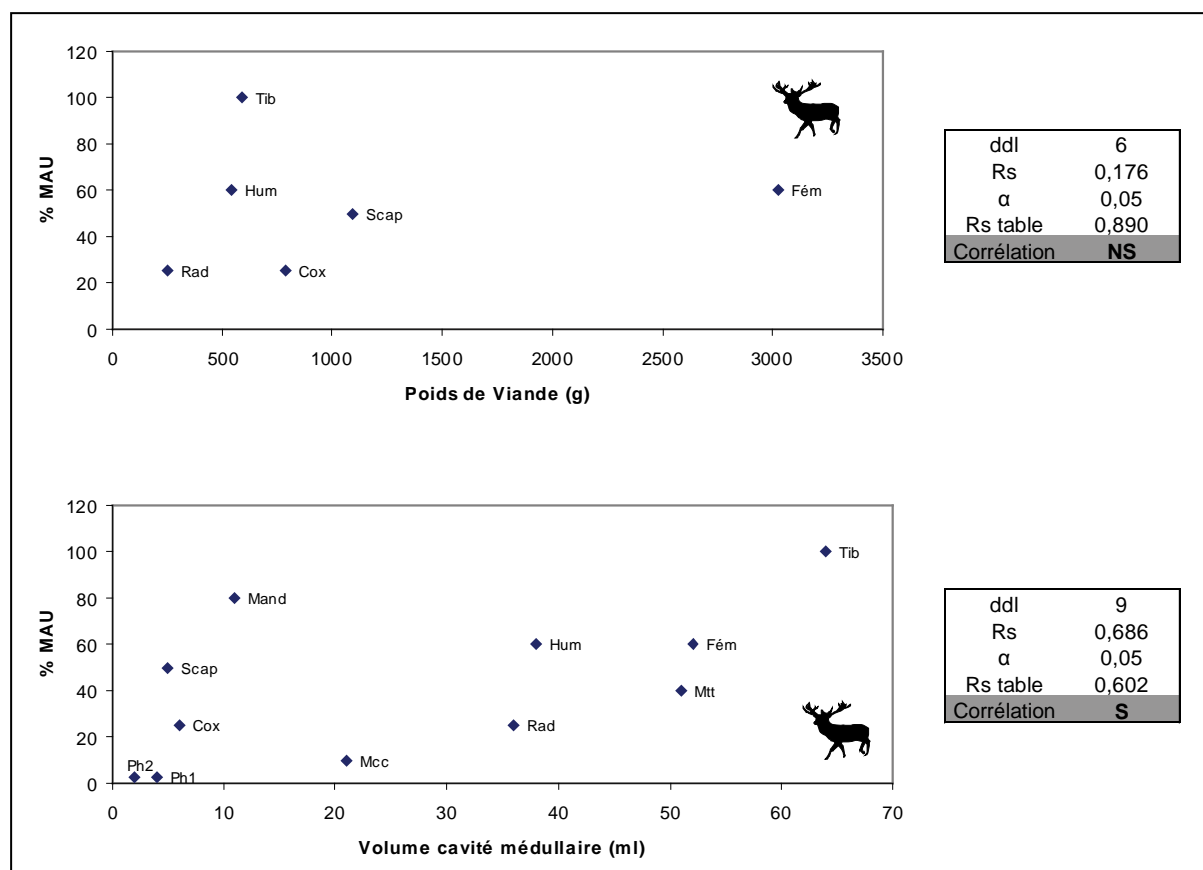 120
100
80
60
40
20
0
% MAU
Tib
Hum
Fém
Scap
Rad
Cox
0 500 1000 1500 2000 2500 3000 3500
Poids de Viande (g)
ddl 6
Rs 0,176
α 0,05
Rs table 0,890
Corrélation NS
120
100
80
60
40
20
0
% MAU
Tib
Mand
Hum
Fém
Scap
Mtt
Cox
Rad
Mcc
Ph2
Ph1
0 10 20 30 40 50 60 70
Volume cavité médullaire (ml)
ddl 9
Rs 0,686
α 0,05
Rs table 0,602
Corrélation S